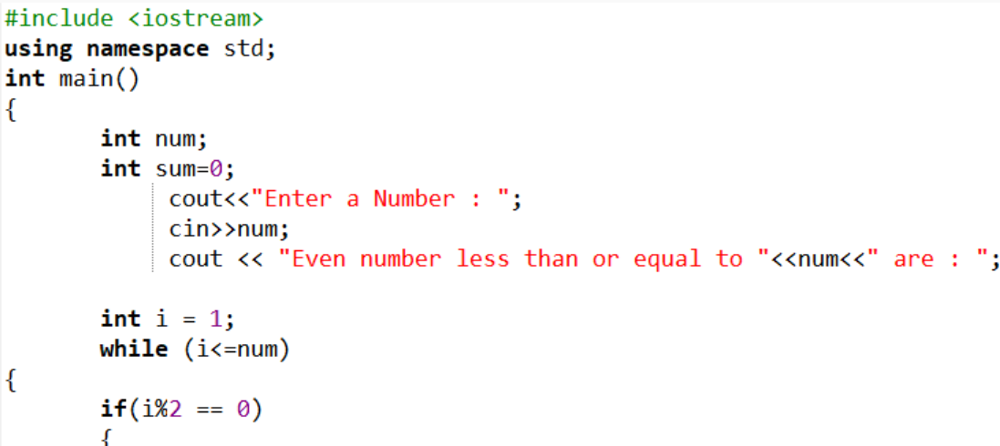 #include <iostream>
using namespace std;
int main()
{
int num;
int sum=0;
cout<<"Enter a Number : ";
cin>>num;
cout << "Even number less than or equal to "<<num<<" are : ";
int i = 1;
while (i<=num)
{
if(i%2 == 0)
{